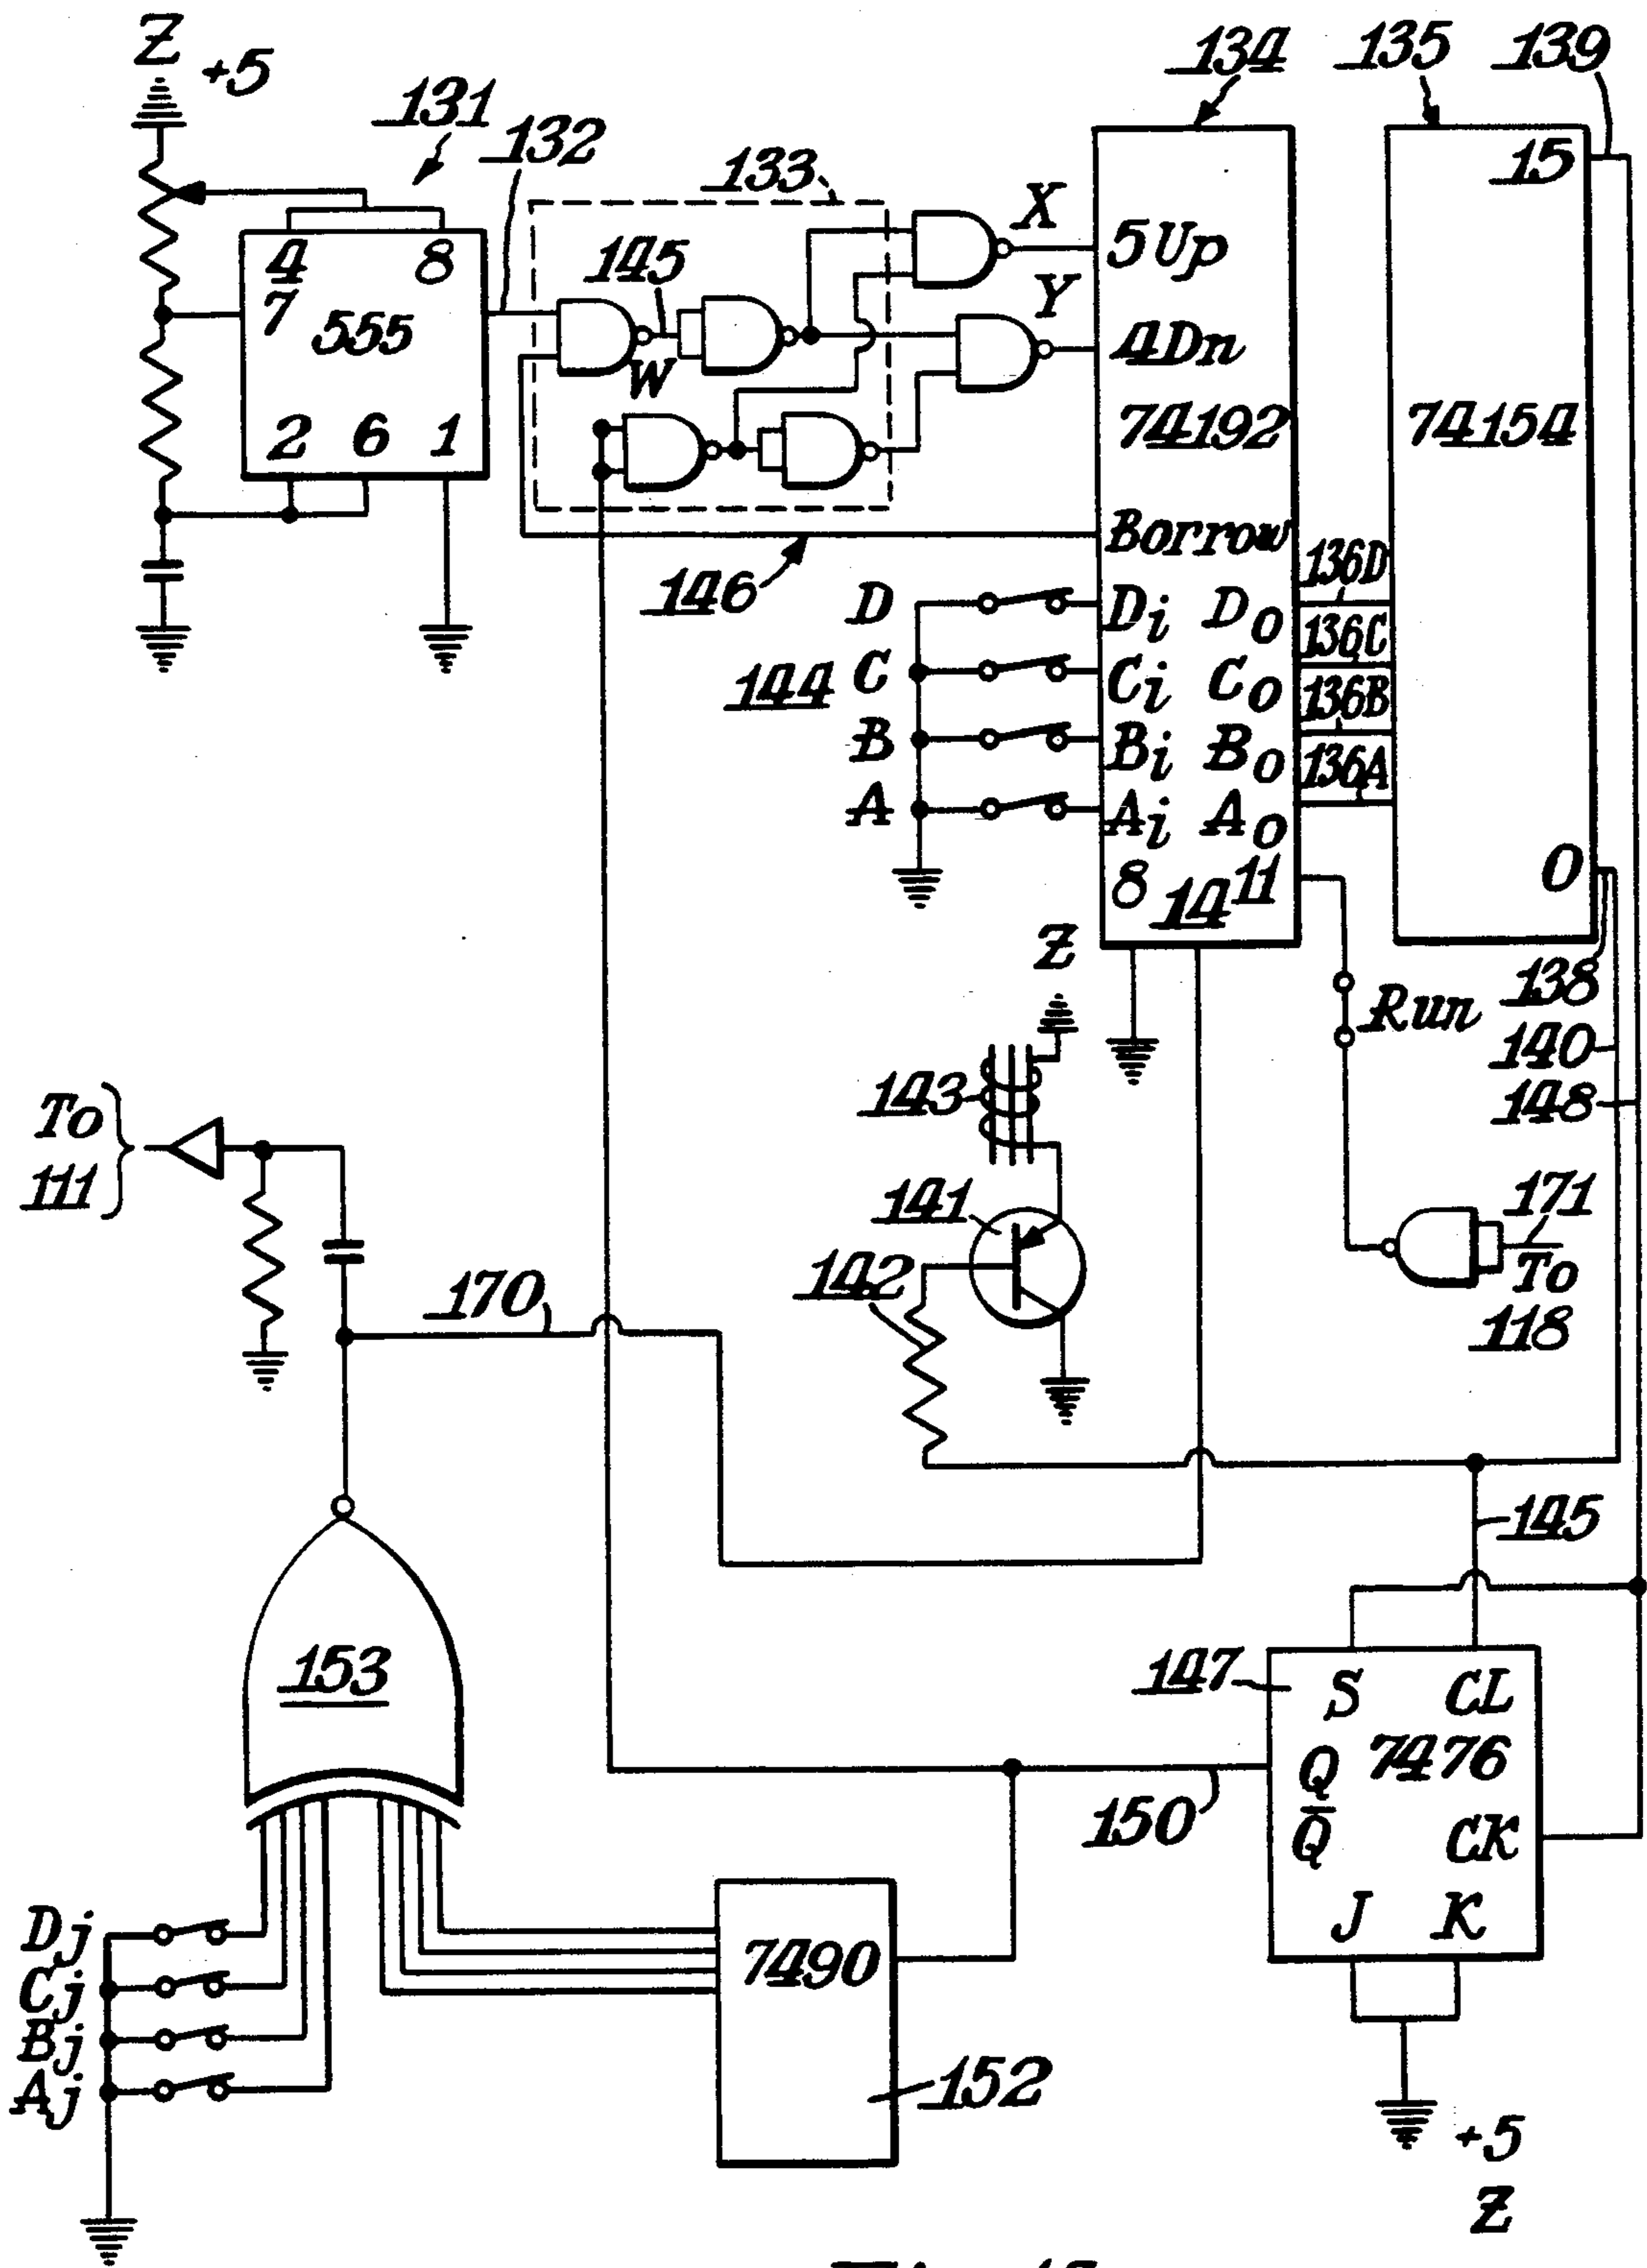 Z +5
131
132
133
134
135
139
4 8
7 555
2 6 1
145
W
X
Y
5 Up
4 Dn
74192
Borrow
15
74154
146
144
D
C
B
A
Di Do
Ci Co
Bi Bo
Ai Ao
8 14 11
136D
136C
136B
136A
0
138
140
148
Run
Z
143
141
142
To
111
170
171
To
118
145
153
147
S CL
Q 7476
Q̅ CK
J K
150
Dj
Cj
Bj
Aj
7490
152
+5
Z